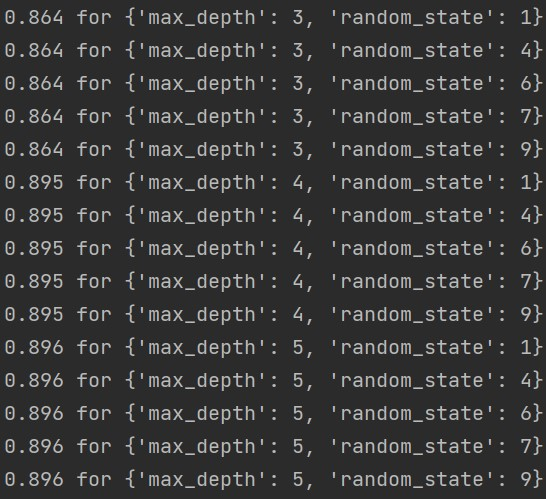 0.864 for {'max_depth': 3, 'random_state': 1}
0.864 for {'max_depth': 3, 'random_state': 4}
0.864 for {'max_depth': 3, 'random_state': 6}
0.864 for {'max_depth': 3, 'random_state': 7}
0.864 for {'max_depth': 3, 'random_state': 9}
0.895 for {'max_depth': 4, 'random_state': 1}
0.895 for {'max_depth': 4, 'random_state': 4}
0.895 for {'max_depth': 4, 'random_state': 6}
0.895 for {'max_depth': 4, 'random_state': 7}
0.895 for {'max_depth': 4, 'random_state': 9}
0.896 for {'max_depth': 5, 'random_state': 1}
0.896 for {'max_depth': 5, 'random_state': 4}
0.896 for {'max_depth': 5, 'random_state': 6}
0.896 for {'max_depth': 5, 'random_state': 7}
0.896 for {'max_depth': 5, 'random_state': 9}